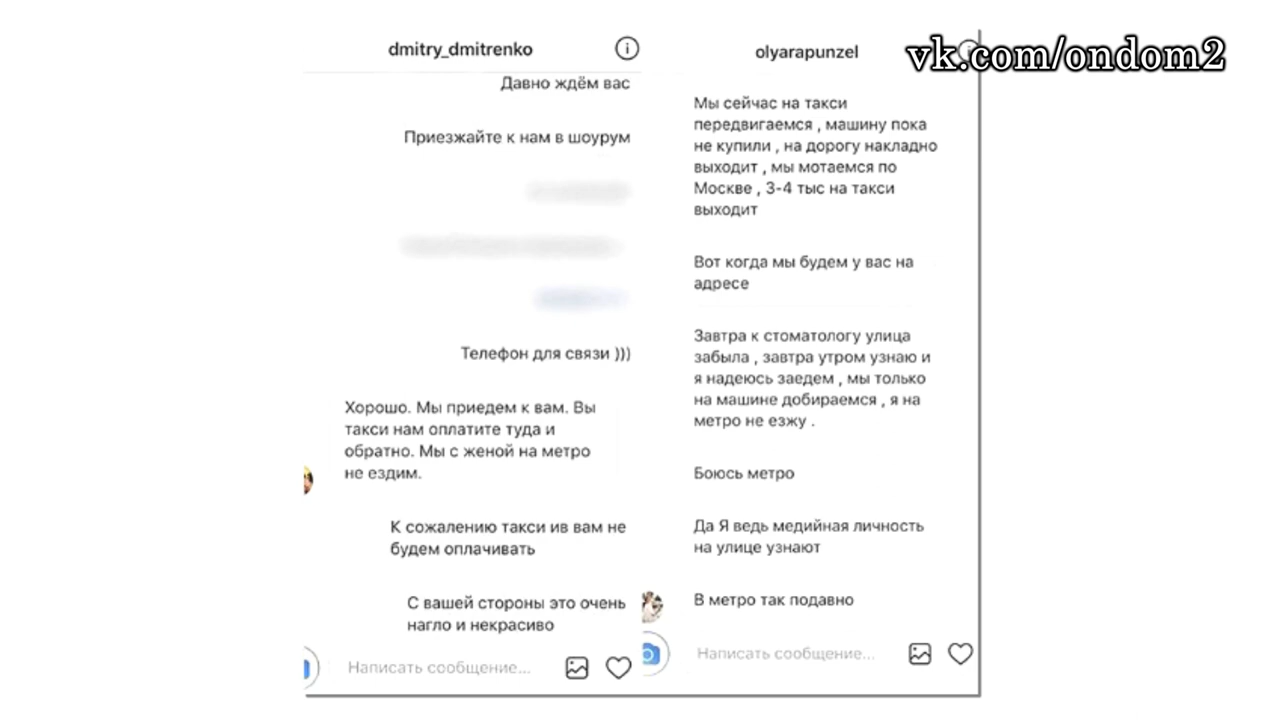 dmitry_dmitrenko
Давно ждём вас
Приезжайте к нам в шоурум
Телефон для связи )))
Хорошо. Мы приедем к вам. Вы
такси нам оплатите туда и
обратно. Мы с женой на метро
не ездим.
К сожалению такси ив вам не
будем оплачивать
С вашей стороны это очень
нагло и некрасиво
Написать сообщение...
olyarapunzel
vk.com/ondom2
Мы сейчас на такси
передвигаемся , машину пока
не купили , на дорогу накладно
выходит , мы мотаемся по
Москве , 3-4 тыс на такси
выходит
Вот когда мы будем у вас на
адресе
Завтра к стоматологу улица
забыла , завтра утром узнаю и
я надеюсь заедем , мы только
на машине добираемся , я на
метро не езжу .
Боюсь метро
Да Я ведь медийная личность
на улице узнают
В метро так подавно
Написать сообщение...